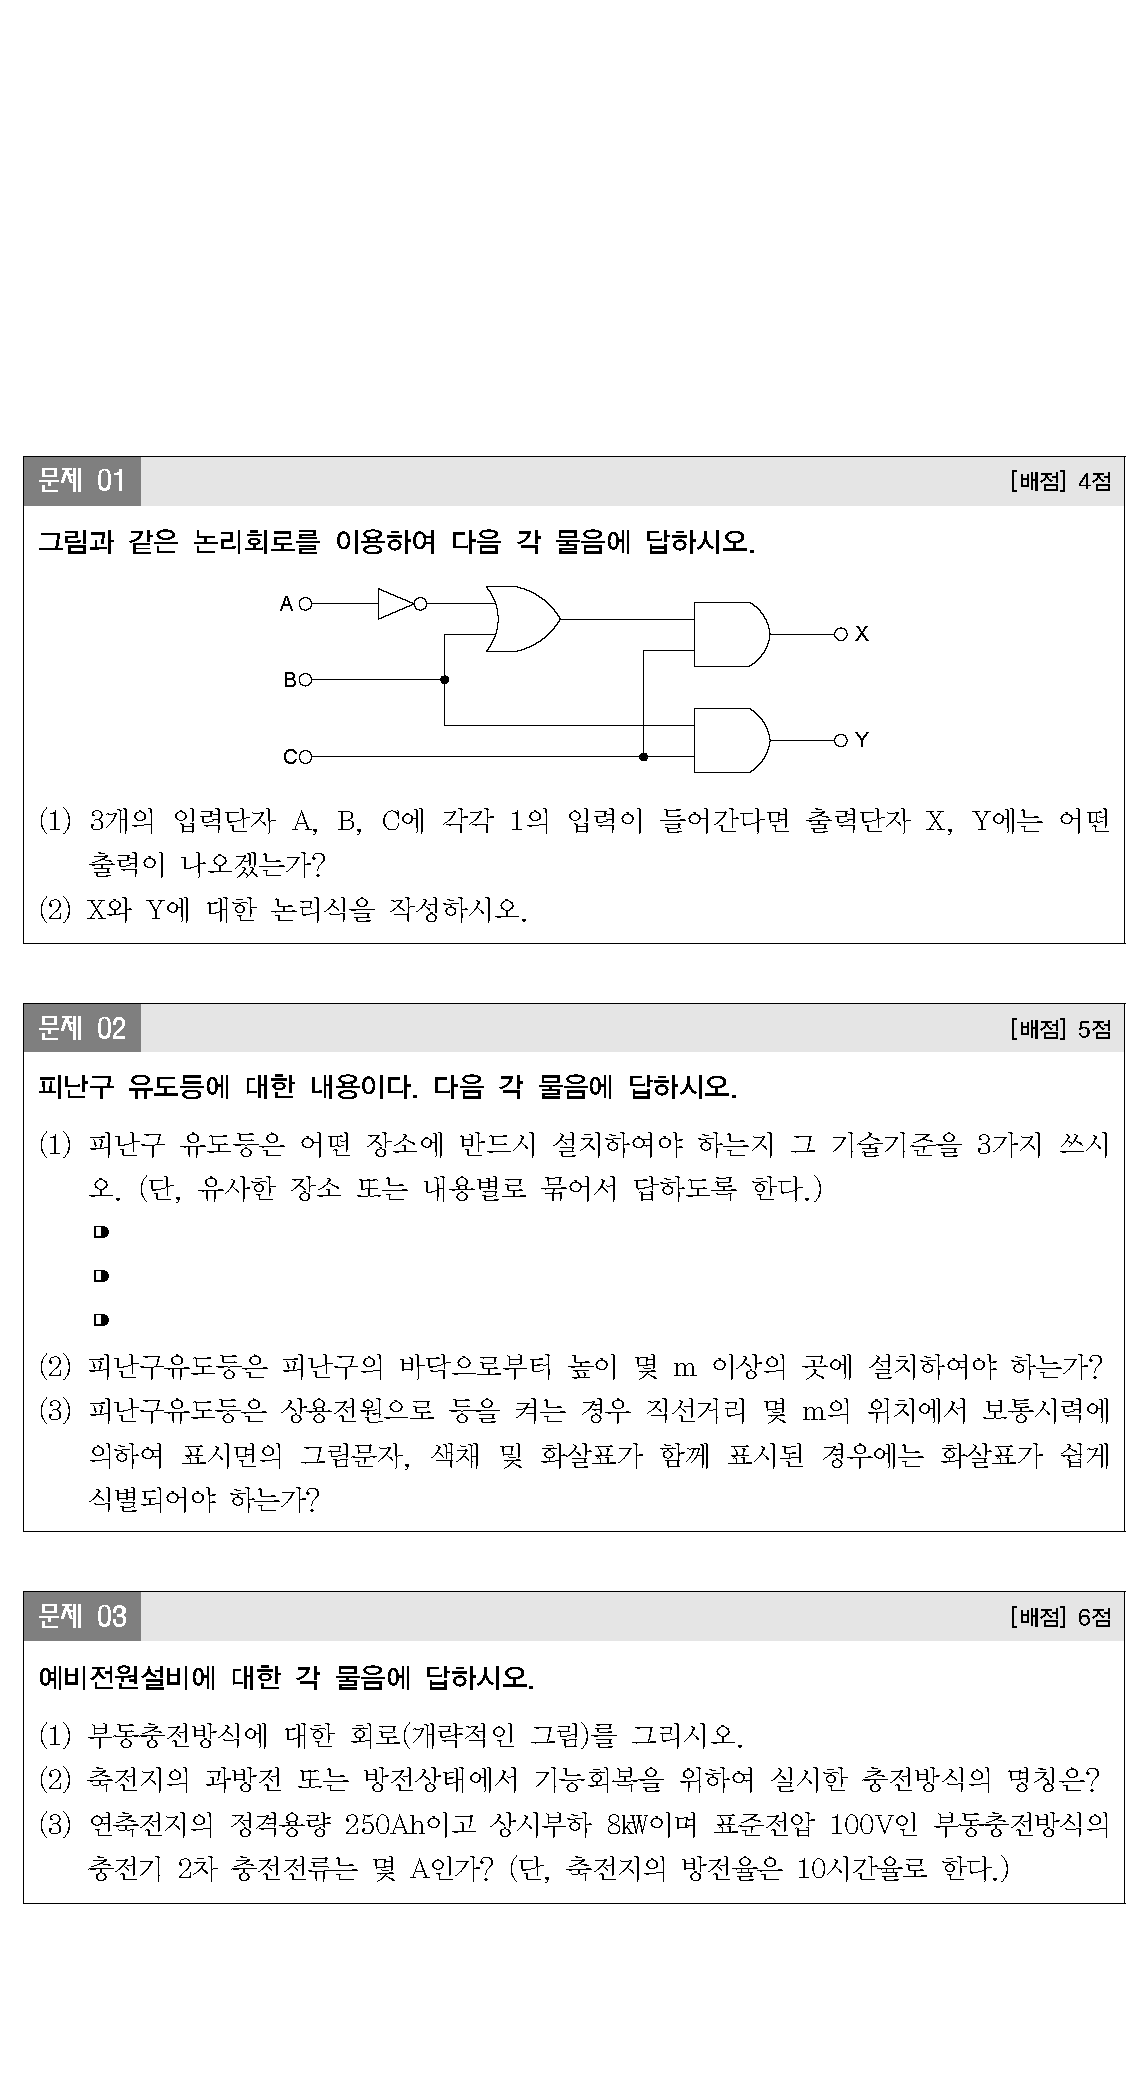 문제 01
[배점] 4점
그림과 같은 논리회로를 이용하여 다음 각 물음에 답하시오.
A
X
B
Y
C
(1) 3개의 입력단자 A, B, C에 각각 1의 입력이 들어간다면 출력단자 X, Y에는 어떤
출력이 나오겠는가?
(2) X와 Y에 대한 논리식을 작성하시오.
문제 02
[배점] 5점
피난구 유도등에 대한 내용이다. 다음 각 물음에 답하시오.
(1) 피난구 유도등은 어떤 장소에 반드시 설치하여야 하는지 그 기술기준을 3가지 쓰시
오. (단, 유사한 장소 또는 내용별로 묶어서 답하도록 한다.)
(2) 피난구유도등은 피난구의 바닥으로부터 높이 몇 m 이상의 곳에 설치하여야 하는가?
(3) 피난구유도등은 상용전원으로 등을 켜는 경우 직선거리 몇 m의 위치에서 보통시력에
의하여 표시면의 그림문자, 색채 및 화살표가 함께 표시된 경우에는 화살표가 쉽게
식별되어야 하는가?
문제 03
[배점] 6점
예비전원설비에 대한 각 물음에 답하시오.
(1) 부동충전방식에 대한 회로(개략적인 그림)를 그리시오.
(2) 축전지의 과방전 또는 방전상태에서 기능회복을 위하여 실시한 충전방식의 명칭은?
(3) 연축전지의 정격용량 250Ah이고 상시부하 8㎾이며 표준전압 100V인 부동충전방식의
충전기 2차 충전전류는 몇 A인가? (단, 축전지의 방전율은 10시간율로 한다.)